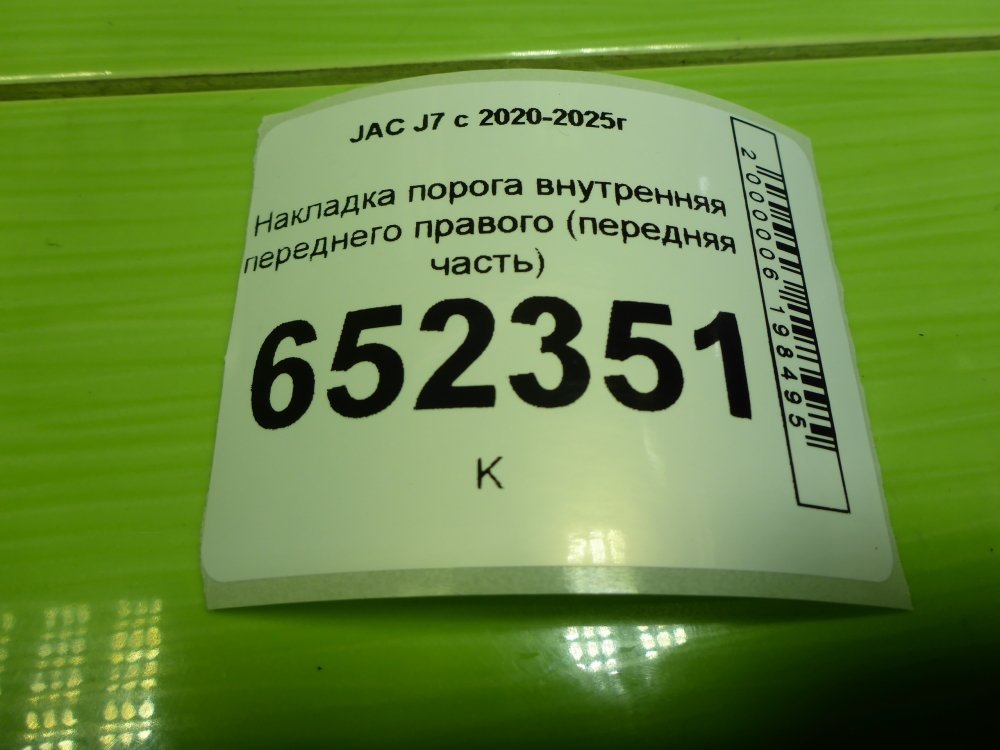 JAC J7 с 2020-2025г
Накладка порога внутренняя
переднего правого (передняя
часть)
652351
К
2000006198495